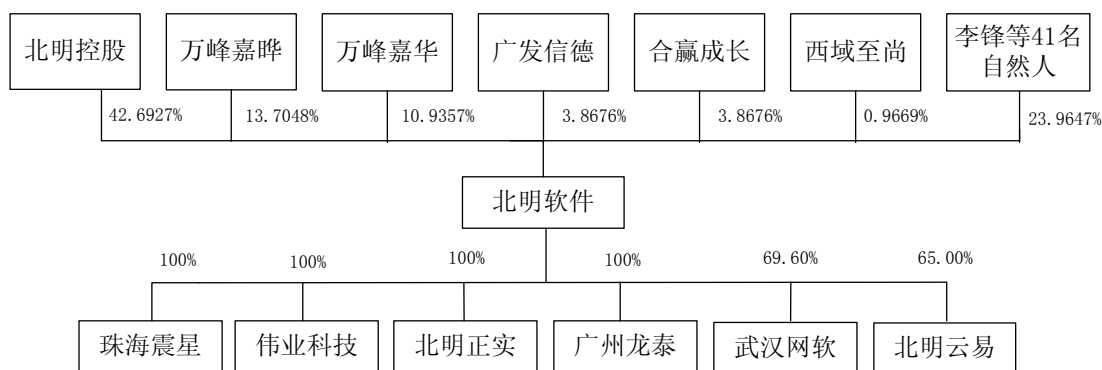 北明控股
万峰嘉晔
万峰嘉华
广发信德
合赢成长
西域至尚
李锋等41名
自然人
42.6927%
13.7048%
10.9357%
3.8676%
3.8676%
0.9669%
23.9647%
北明软件
100%
100%
100%
100%
69.60%
65.00%
珠海震星
伟业科技
北明正实
广州龙泰
武汉网软
北明云易